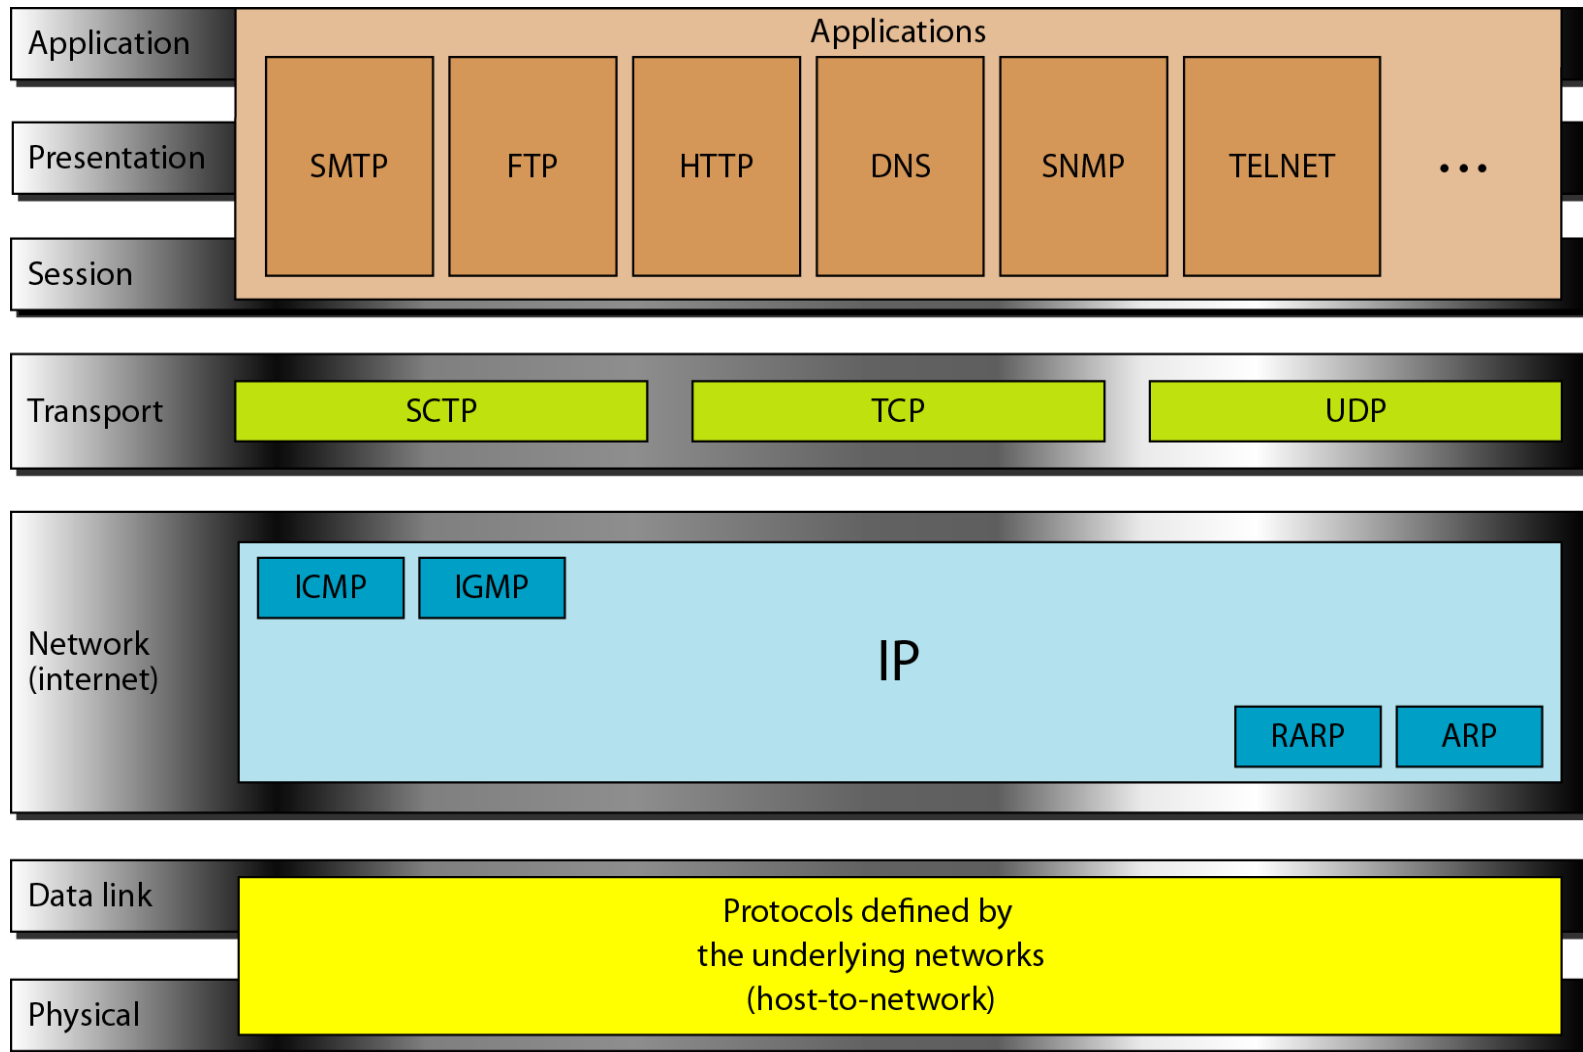 Application
Applications
Presentation
SMTP
FTP
HTTP
DNS
SNMP
TELNET
...
Session
Transport
SCTP
TCP
UDP
Network
(internet)
ICMP
IGMP
IP
RARP
ARP
Data link
Protocols defined by
the underlying networks
(host-to-network)
Physical